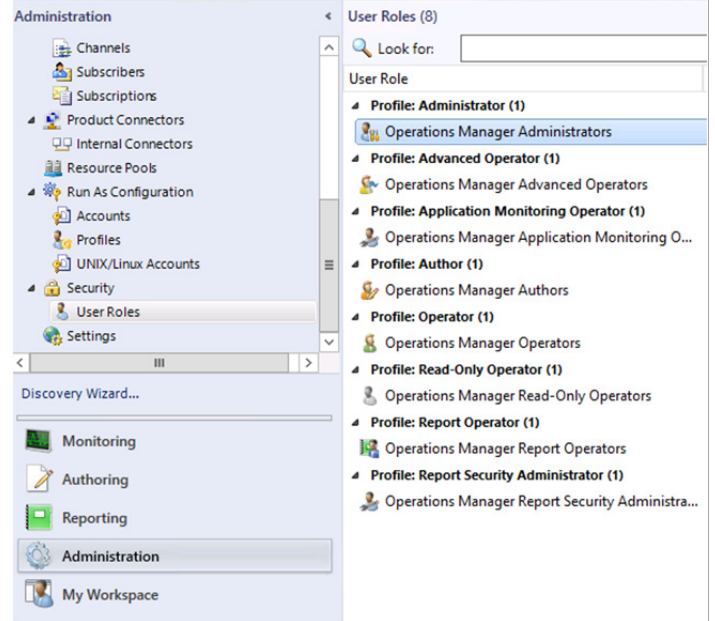 Administration
Channels
Subscribers
Subscriptions
Product Connectors
Internal Connectors
Resource Pools
Run As Configuration
Accounts
Profiles
UNIX/Linux Accounts
Security
User Roles
Settings
Discovery Wizard...
Monitoring
Authoring
Reporting
Administration
My Workspace
User Roles (8)
Look for:
User Role
Profile: Administrator (1)
Operations Manager Administrators
Profile: Advanced Operator (1)
Operations Manager Advanced Operators
Profile: Application Monitoring Operator (1)
Operations Manager Application Monitoring O...
Profile: Author (1)
Operations Manager Authors
Profile: Operator (1)
Operations Manager Operators
Profile: Read-Only Operator (1)
Operations Manager Read-Only Operators
Profile: Report Operator (1)
Operations Manager Report Operators
Profile: Report Security Administrator (1)
Operations Manager Report Security Administra...